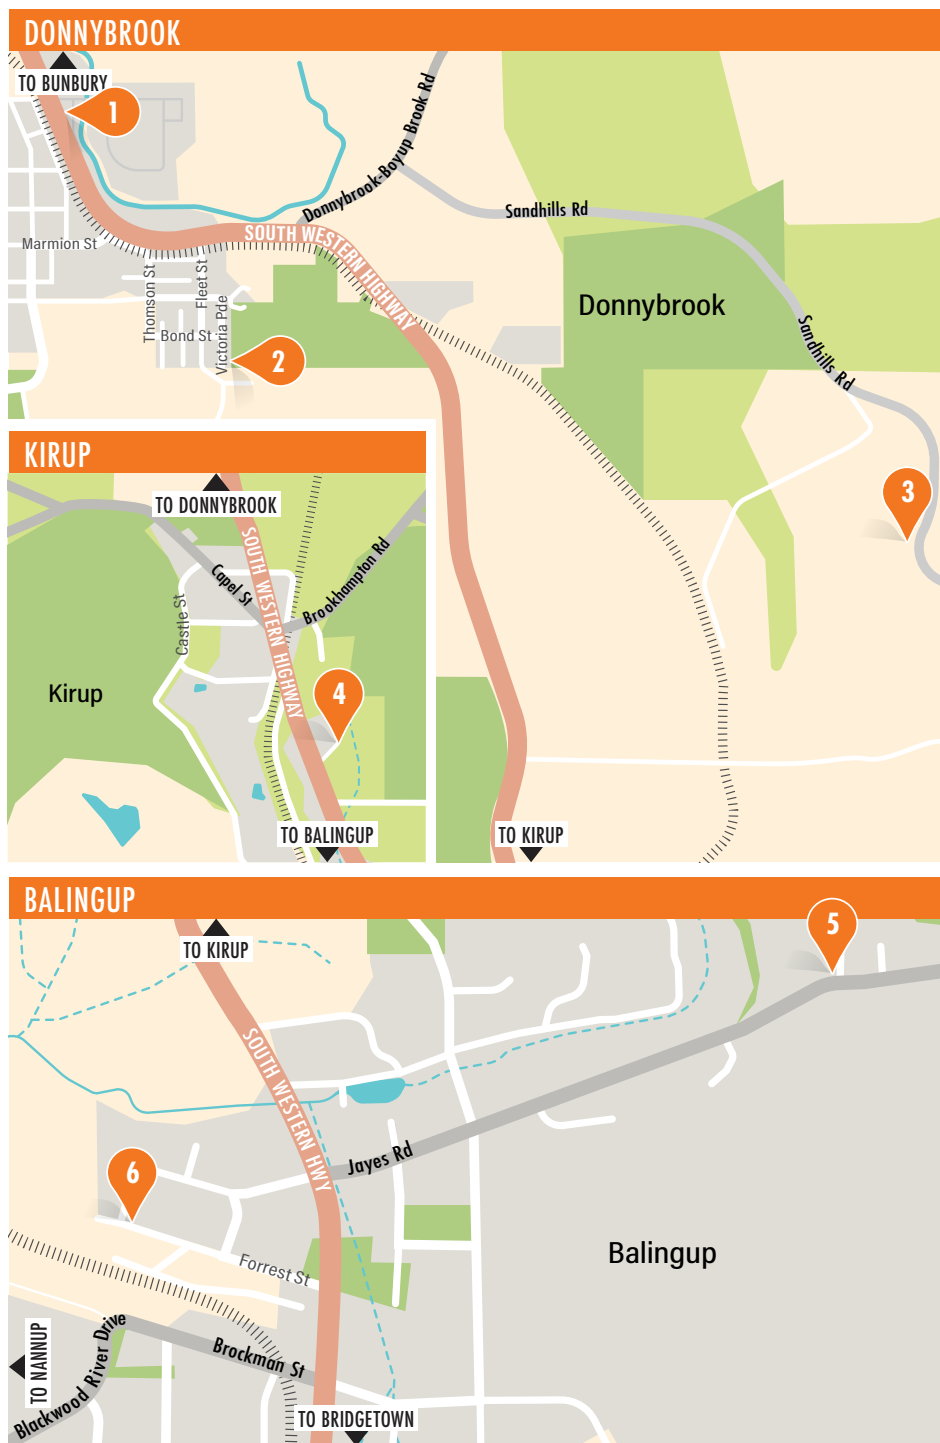 DONNYBROOK
TO BUNBURY
1
Donnybrook-Boyup Brook Rd
Sandhills Rd
SOUTH WESTERN HIGHWAY
Marmion St
Thomson St
Fleet St
Victoria Pde
Bond St
2
Donnybrook
Sandhills Rd
3
TO KIRUP
KIRUP
TO DONNYBROOK
SOUTH WESTERN HIGHWAY
Capel St
Brookhampton Rd
Castle St
Kirup
4
TO BALINGUP
BALINGUP
TO KIRUP
5
SOUTH WESTERN HWY
Jayes Rd
6
Forrest St
Balingup
Brockman St
Blackwood River Drive
TO NANNUP
TO BRIDGETOWN